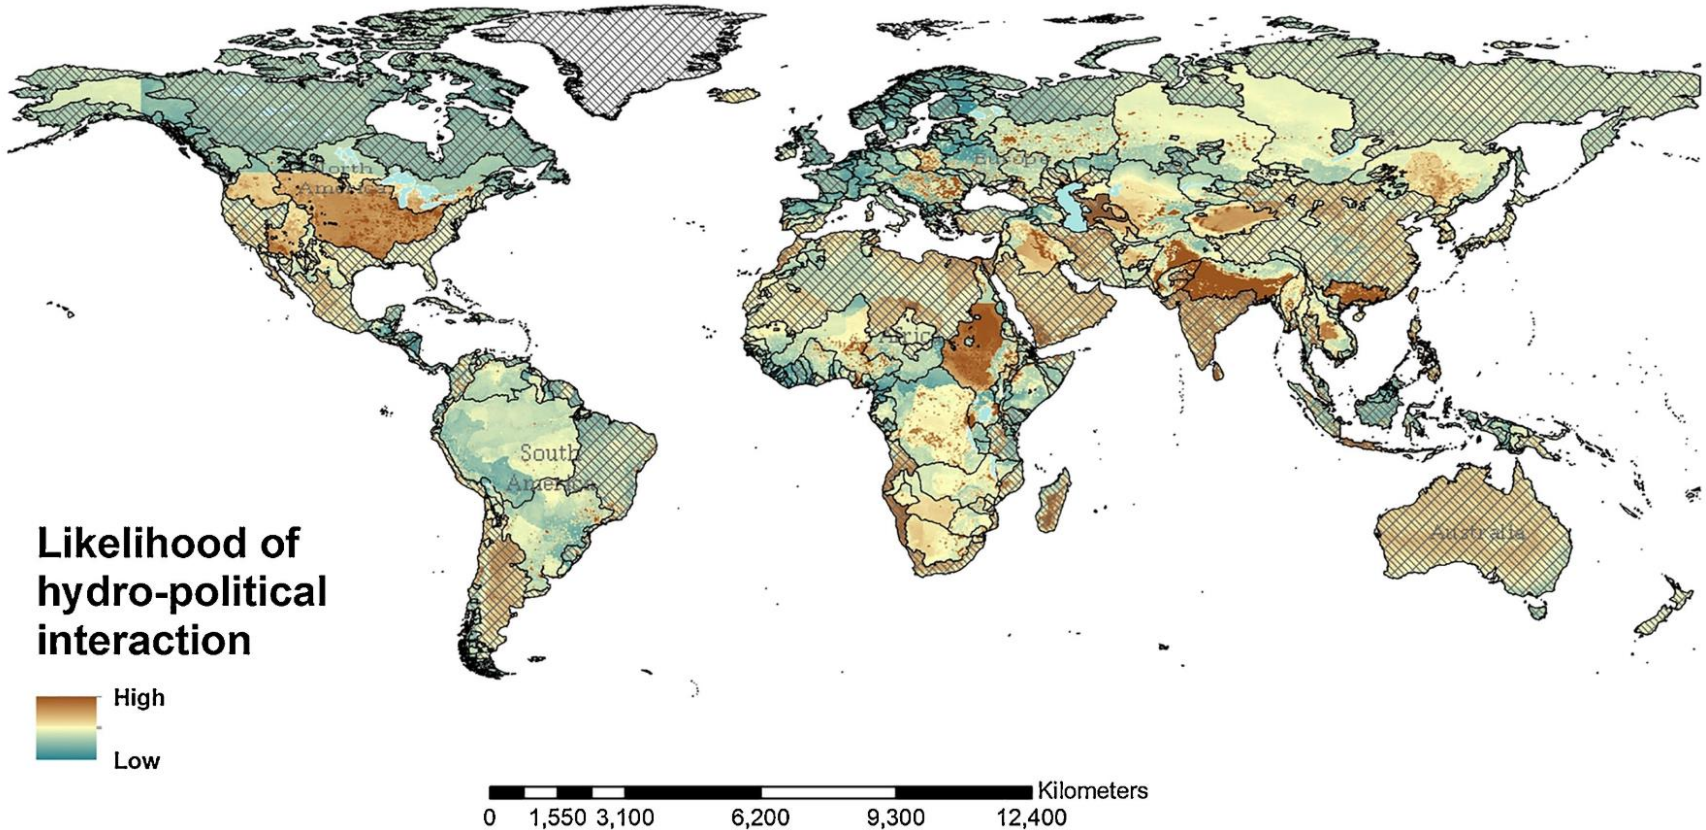 North
America
Europe
Africa
South
America
Australia
Likelihood of
hydro-political
interaction
High
Low
Kilometers
0 1,550 3,100 6,200 9,300 12,400